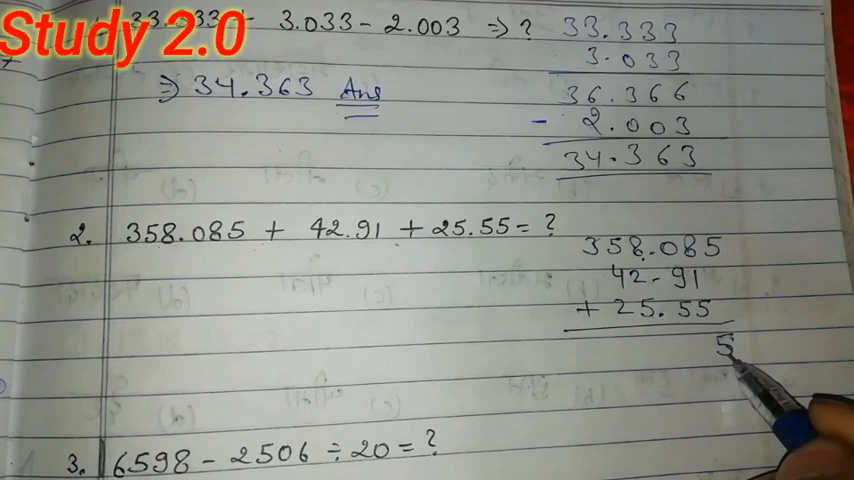 Study 2.0
3.033 - 2.003 ⇒ ?
33.333
3.033
36.366
- 2.003
34.363
⇒ 34.363 Ans
2. 358.085 + 42.91 + 25.55 = ?
358.085
42.91
+ 25.55
5
3. 6598 - 2506 ÷ 20 = ?